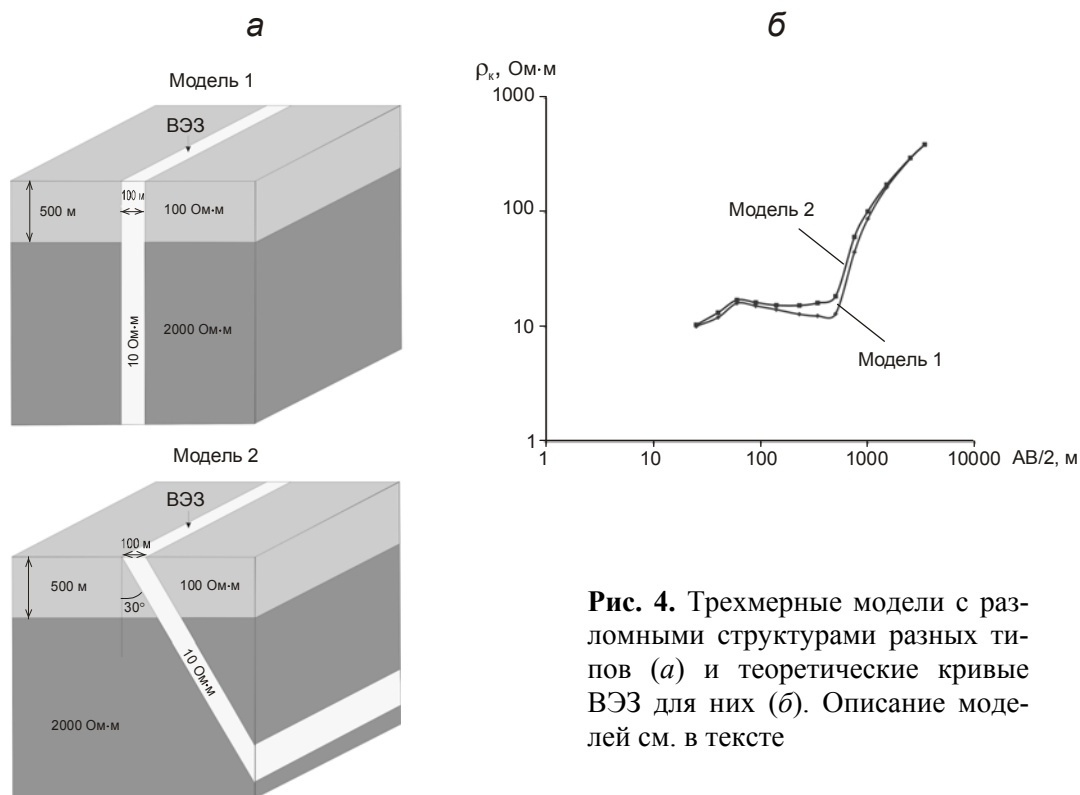 а
Модель 1
ВЭЗ
100 м
500 м
100 Ом·м
2000 Ом·м
10 Ом·м
Модель 2
ВЭЗ
100 м
500 м
100 Ом·м
30°
10 Ом·м
2000 Ом·м
б
ρк, Ом·м
1000
100
10
1
Модель 2
Модель 1
1
10
100
1000
10000
АВ/2, м
Рис. 4. Трехмерные модели с раз-
ломными структурами разных ти-
пов (а) и теоретические кривые
ВЭЗ для них (б). Описание моде-
лей см. в тексте